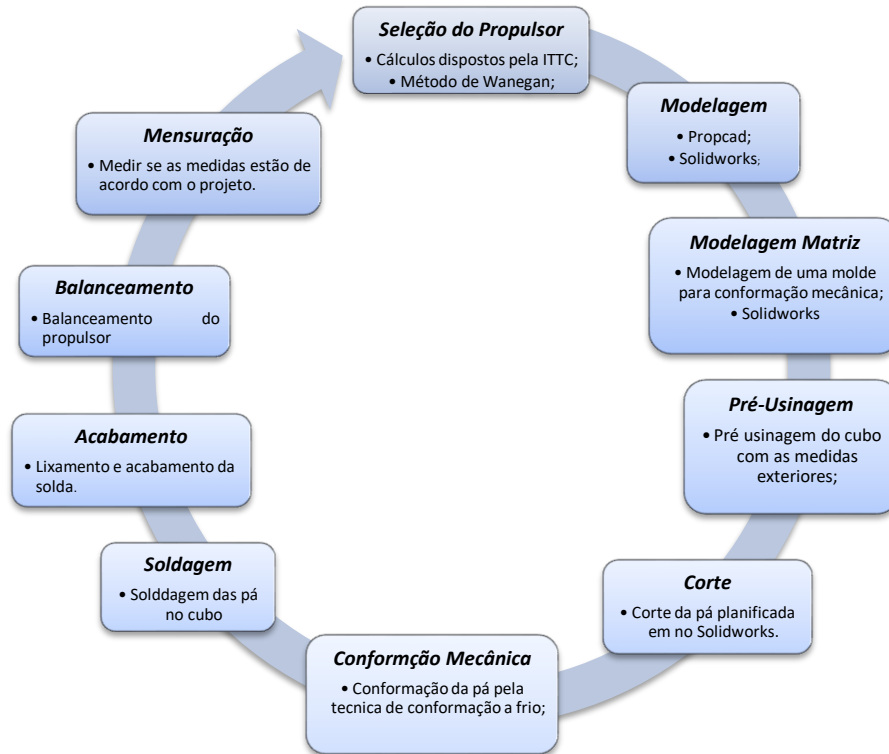 Seleção do Propulsor
• Cálculos dispostos pela ITTC;
• Método de Wanegan;
Modelagem
• Propcad;
• Solidworks;
Modelagem Matriz
• Modelagem de uma molde
para conformação mecânica;
• Solidworks
Pré-Usinagem
• Pré usinagem do cubo
com as medidas
exteriores;
Corte
• Corte da pá planificada
em no Solidworks.
Conformção Mecânica
• Conformação da pá pela
tecnica de conformação a frio;
Soldagem
• Solddagem das pá
no cubo
Acabamento
• Lixamento e acabamento da
solda.
Balanceamento
• Balanceamento do
propulsor
Mensuração
• Medir se as medidas estão de
acordo com o projeto.